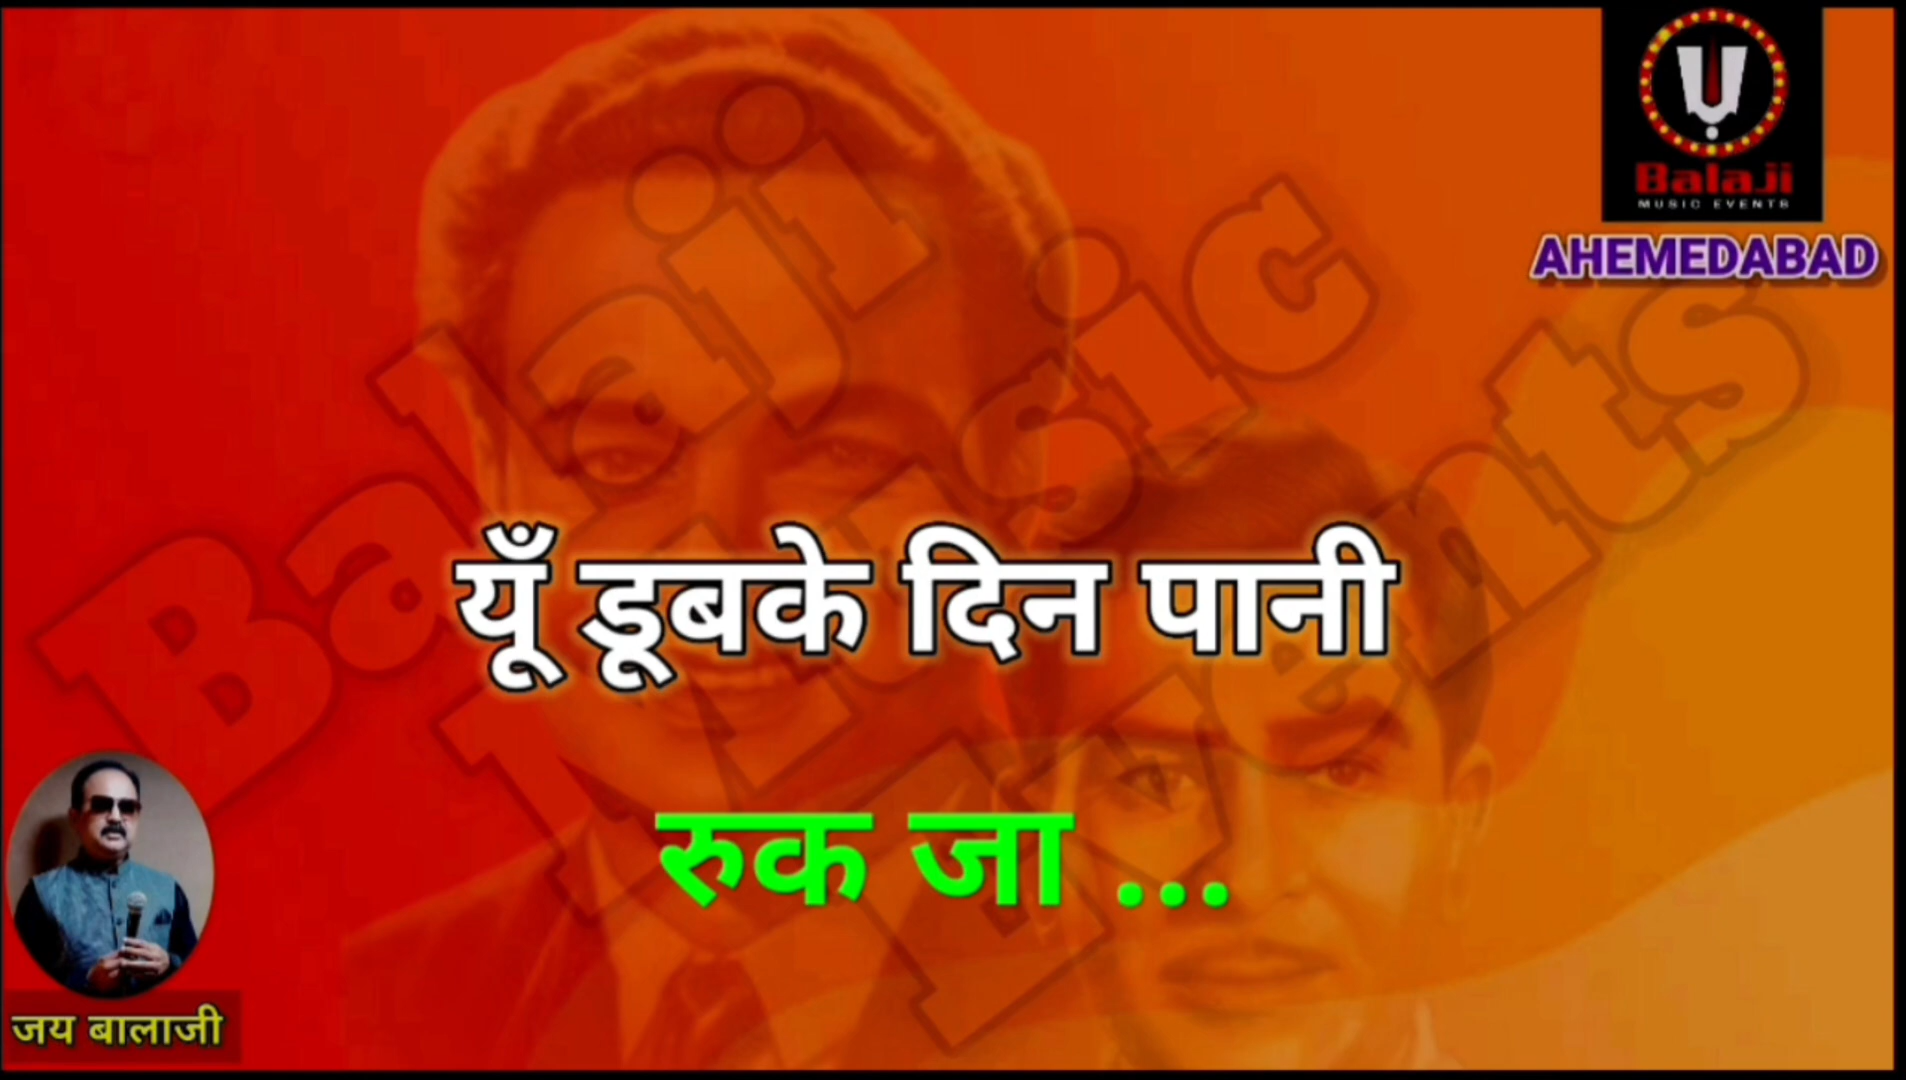 Balaji
MUSIC EVENTS
AHEMEDABAD
Balaji
Music
Events
यूँ डूबके दिन पानी
रुक जा ...
जय बालाजी